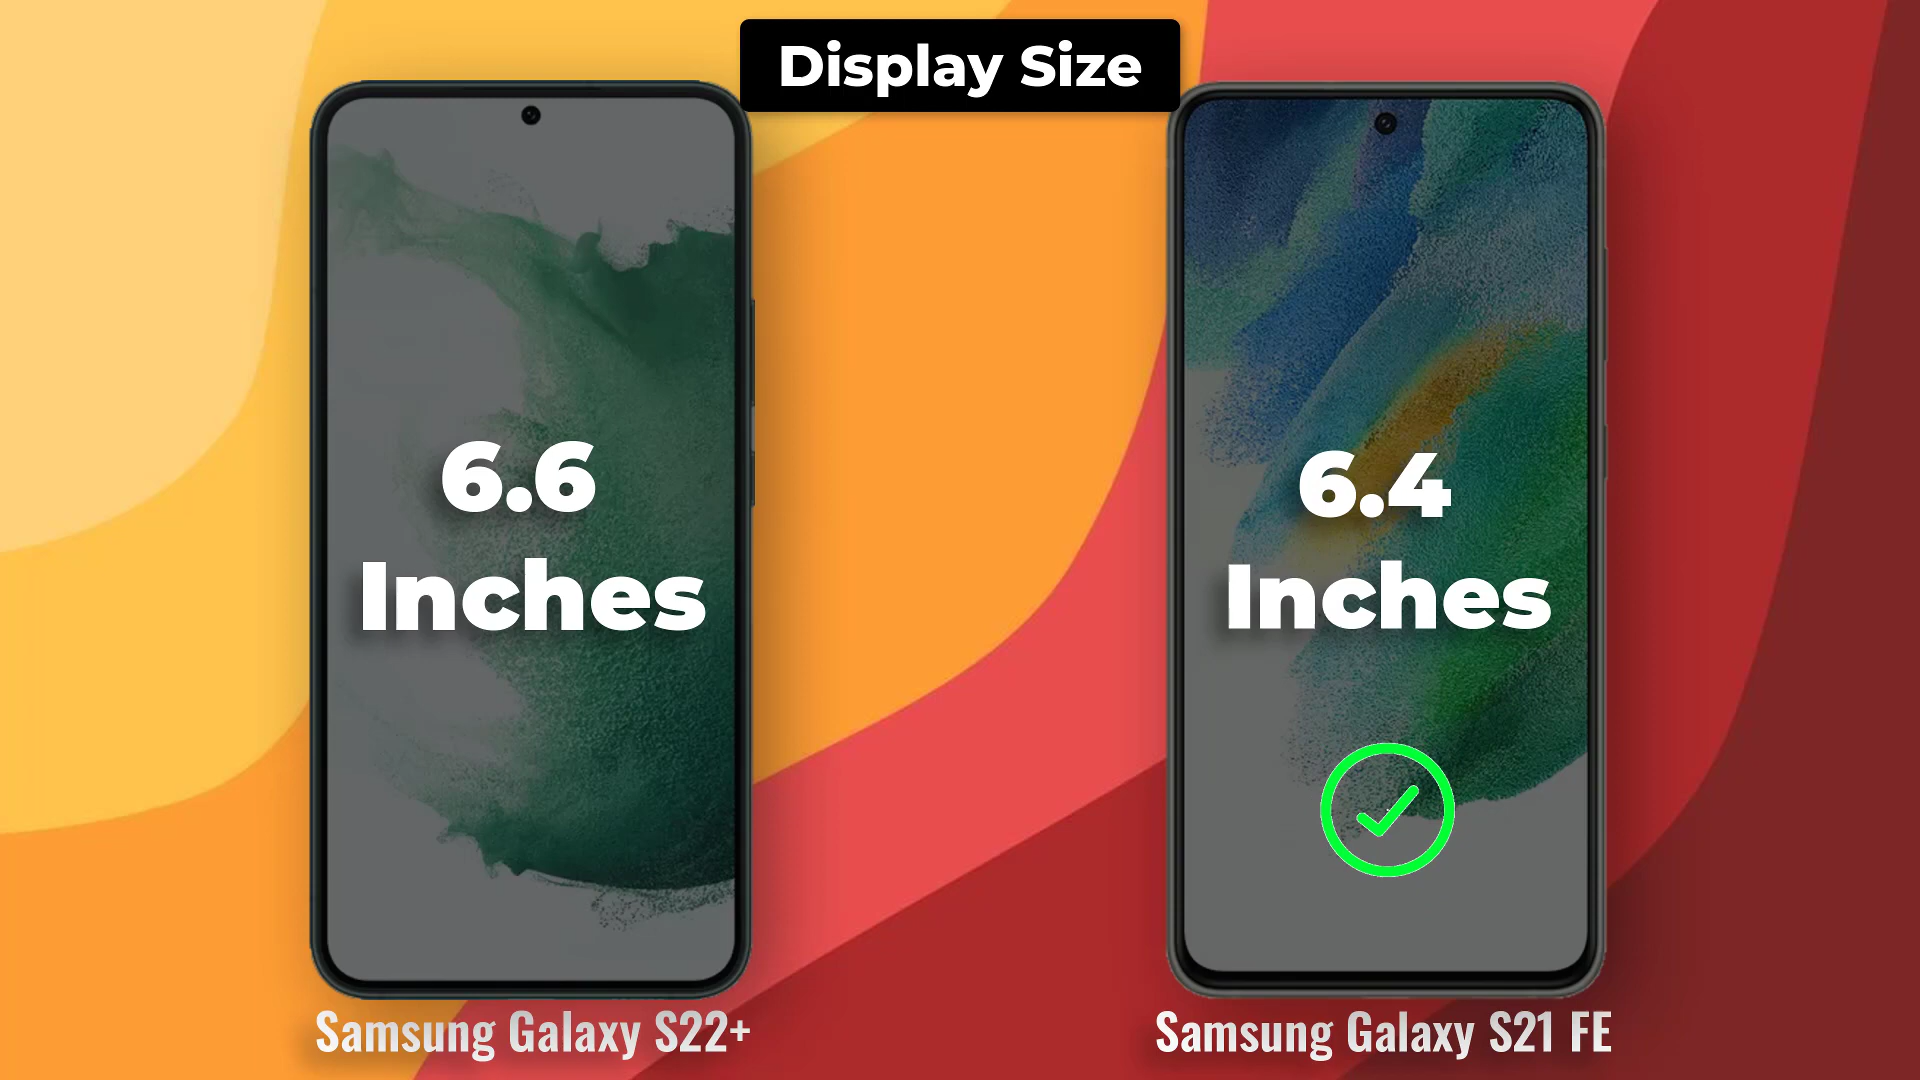 Display Size
6.6
Inches
6.4
Inches
Samsung Galaxy S22+
Samsung Galaxy S21 FE